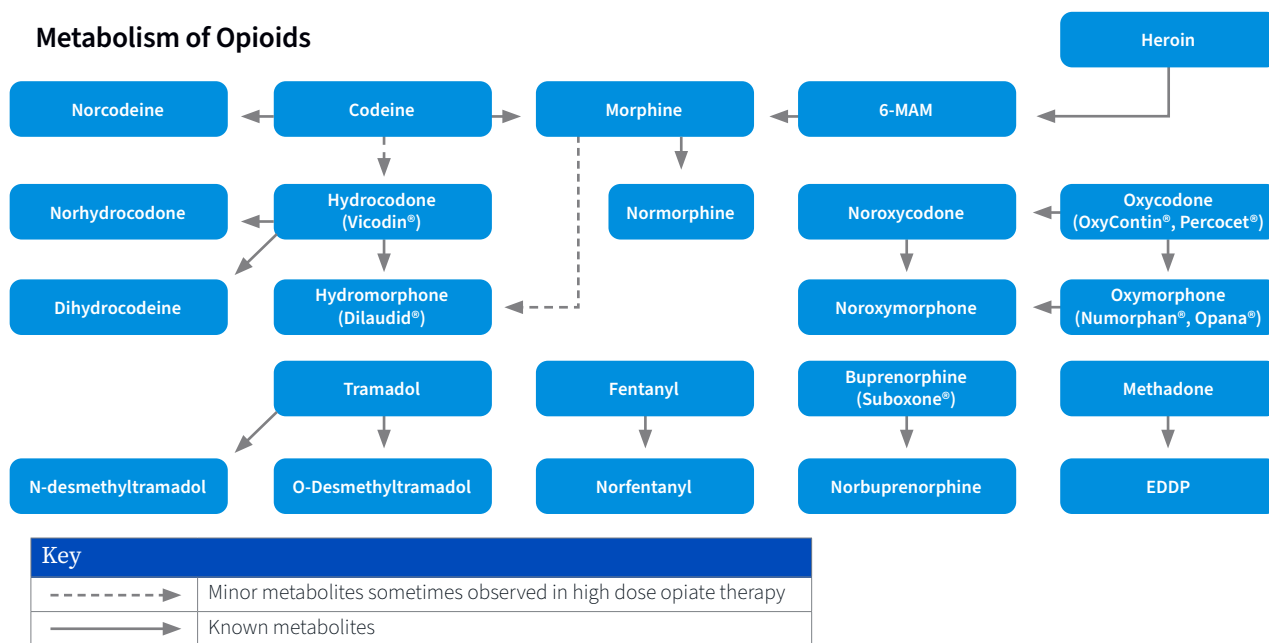 Metabolism of Opioids
Heroin
Norcodeine
Codeine
Morphine
6-MAM
Norhydrocodone
Hydrocodone
(Vicodin®)
Normorphine
Noroxycodone
Oxycodone
(OxyContin®, Percocet®)
Dihydrocodeine
Hydromorphone
(Dilaudid®)
Noroxymorphone
Oxymorphone
(Numorphan®, Opana®)
Tramadol
Fentanyl
Buprenorphine
(Suboxone®)
Methadone
N-desmethyltramadol
O-Desmethyltramadol
Norfentanyl
Norbuprenorphine
EDDP
Key
Minor metabolites sometimes observed in high dose opiate therapy
Known metabolites